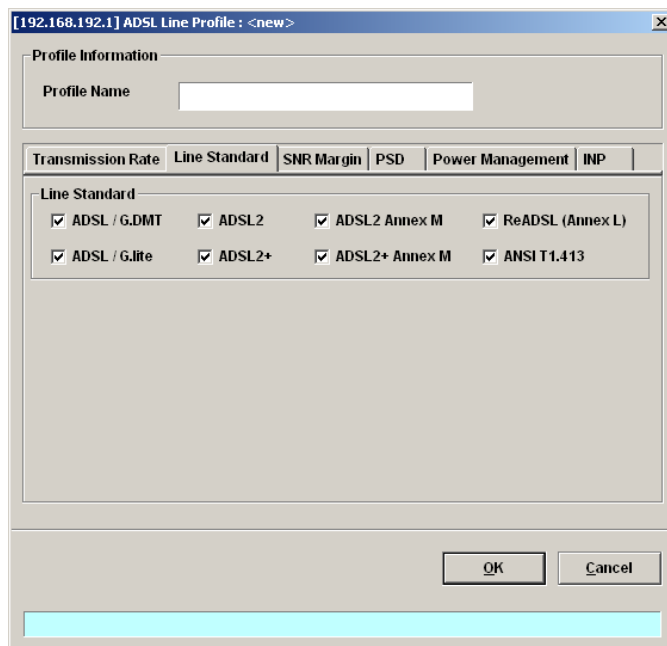 [192.168.192.1] ADSL Line Profile : <new>
Profile Information
Profile Name
Transmission Rate Line Standard SNR Margin PSD Power Management INP
Line Standard
ADSL / G.DMT ADSL2 ADSL2 Annex M ReADSL (Annex L)
ADSL / G.lite ADSL2+ ADSL2+ Annex M ANSI T1.413
OK Cancel